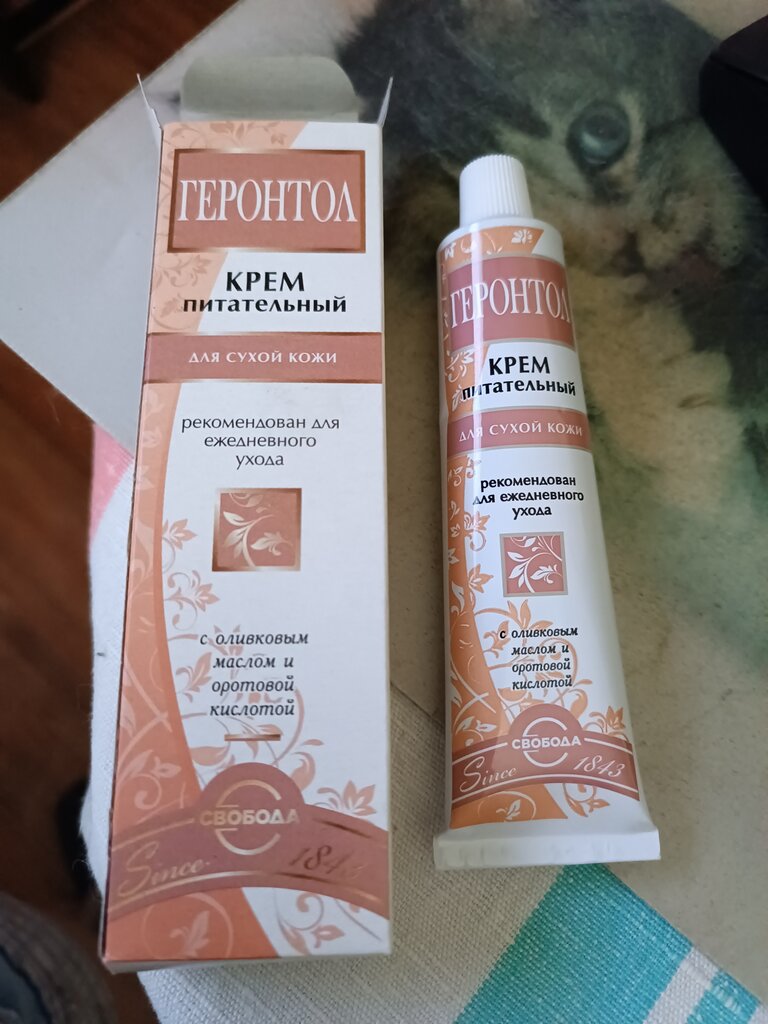 ГЕРОНТОЛ
КРЕМ
питательный
ДЛЯ СУХОЙ КОЖИ
рекомендован для
ежедневного
ухода
с оливковым
маслом и
оротовой
кислотой
СВОБОДА
Since 1843
ГЕРОНТОЛ
КРЕМ
питательный
ДЛЯ СУХОЙ КОЖИ
рекомендован
для ежедневного
ухода
с оливковым
маслом и
оротовой
кислотой
СВОБОДА
Since 1843